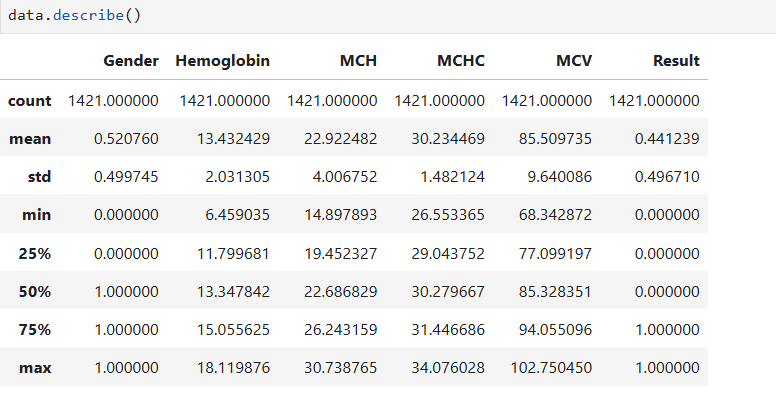 data.describe()
Gender Hemoglobin MCH MCHC MCV Result
count 1421.000000 1421.000000 1421.000000 1421.000000 1421.000000 1421.000000
mean 0.520760 13.432429 22.922482 30.234469 85.509735 0.441239
std 0.499745 2.031305 4.006752 1.482124 9.640086 0.496710
min 0.000000 6.459035 14.897893 26.553365 68.342872 0.000000
25% 0.000000 11.799681 19.452327 29.043752 77.099197 0.000000
50% 1.000000 13.347842 22.686829 30.279667 85.328351 0.000000
75% 1.000000 15.055625 26.243159 31.446686 94.055096 1.000000
max 1.000000 18.119876 30.738765 34.076028 102.750450 1.000000